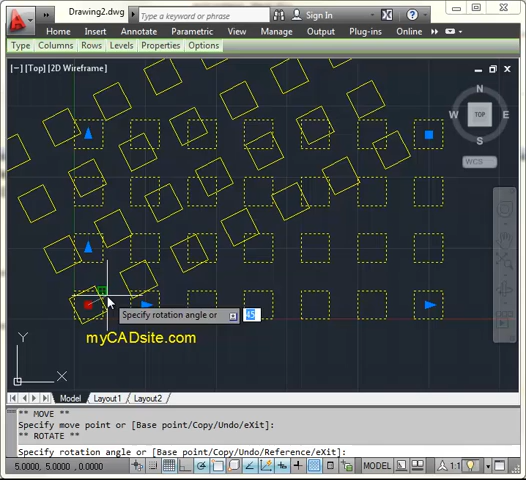 Drawing2.dwg
Type a keyword or phrase
Sign In
Home Insert Annotate Parametric View Manage Output Plug-ins Online
Type Columns Rows Levels Properties Options
[−] [Top] [2D Wireframe]
N
W TOP E
S
WCS
Specify rotation angle or 45
myCADsite.com
Y
X
Model Layout1 Layout2
** MOVE **
Specify move point or [Base point/Copy/Undo/eXit]:
** ROTATE **
Specify rotation angle or [Base point/Copy/Undo/Reference/eXit]:
5.0000, 5.0000 , 0.0000 MODEL 1:1